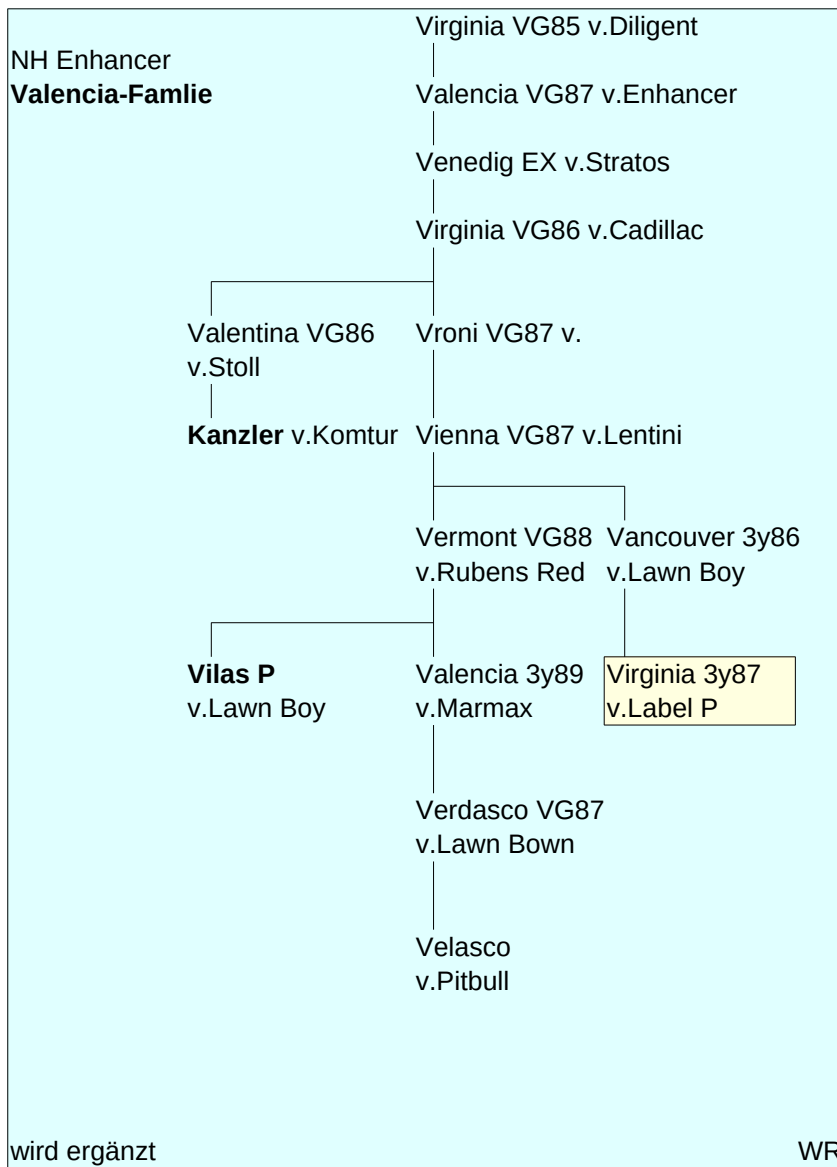 Virginia VG85 v.Diligent
NH Enhancer
Valencia-Famlie
Valencia VG87 v.Enhancer
Venedig EX v.Stratos
Virginia VG86 v.Cadillac
Valentina VG86
v.Stoll
Vroni VG87 v.
Kanzler v.Komtur
Vienna VG87 v.Lentini
Vermont VG88
v.Rubens Red
Vancouver 3y86
v.Lawn Boy
Vilas P
v.Lawn Boy
Valencia 3y89
v.Marmax
Virginia 3y87
v.Label P
Verdasco VG87
v.Lawn Bown
Velasco
v.Pitbull
wird ergänzt
WR